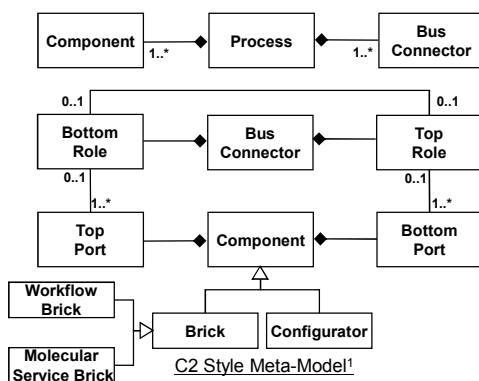 Component
Process
Bus
Connector
1..*
1..*
0..1
0..1
Bottom
Role
Bus
Connector
Top
Role
0..1
0..1
1..*
1..*
Top
Port
Component
Bottom
Port
Workflow
Brick
Brick
Configurator
Molecular
Service Brick
C2 Style Meta-Model¹